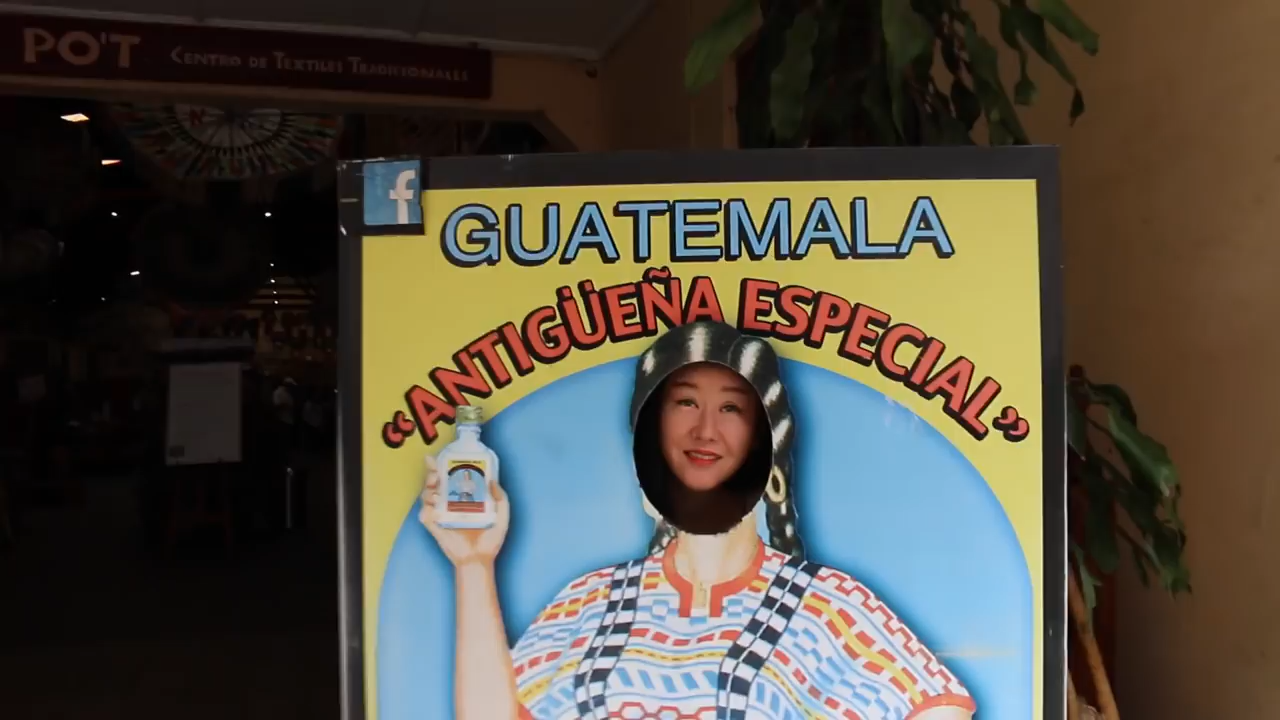 PO'T CENTRO DE TEXTILES TRADICIONALES
f
GUATEMALA
“ANTIGÜEÑA ESPECIAL”